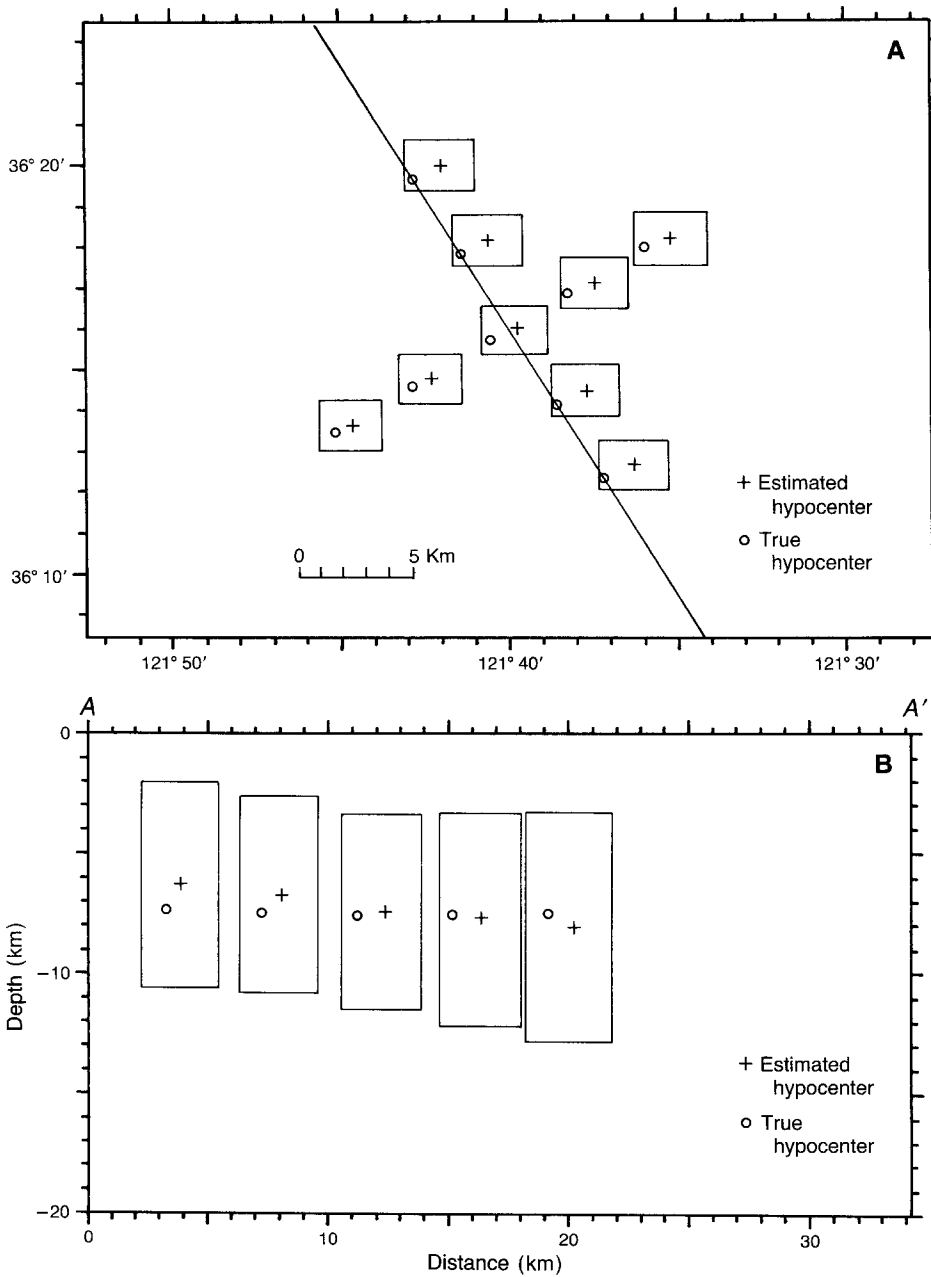 A
36° 20′
+ Estimated
hypocenter
○ True
hypocenter
0 5 Km
36° 10′
121° 50′
121° 40′
121° 30′
A
A′
0
B
−10
Depth (km)
+ Estimated
hypocenter
○ True
hypocenter
−20
0
10
20
30
Distance (km)